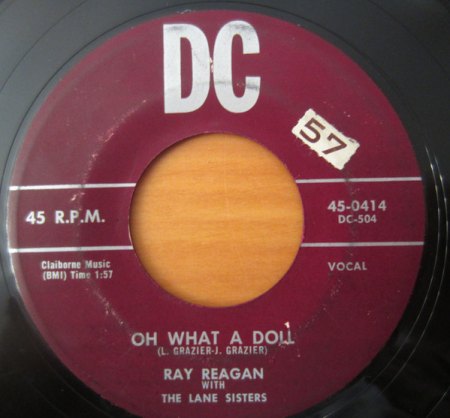 DC
57
45 R.P.M.
45-0414
DC-504
Claiborne Music
(BMI) Time 1:57
VOCAL
OH WHAT A DOLL
(L. GRAZIER-J. GRAZIER)
RAY REAGAN
WITH
THE LANE SISTERS